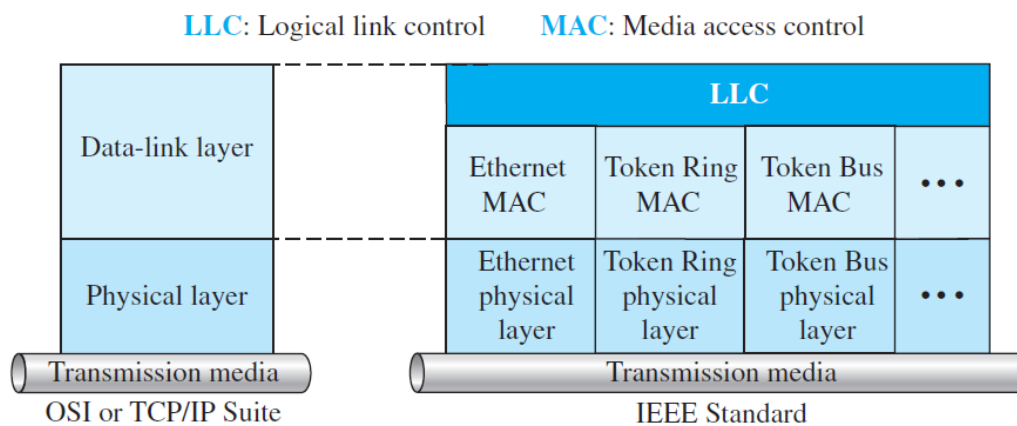 LLC: Logical link control MAC: Media access control
LLC
Data-link layer
Ethernet
MAC
Token Ring
MAC
Token Bus
MAC
•••
Physical layer
Ethernet
physical
layer
Token Ring
physical
layer
Token Bus
physical
layer
•••
Transmission media
Transmission media
OSI or TCP/IP Suite
IEEE Standard